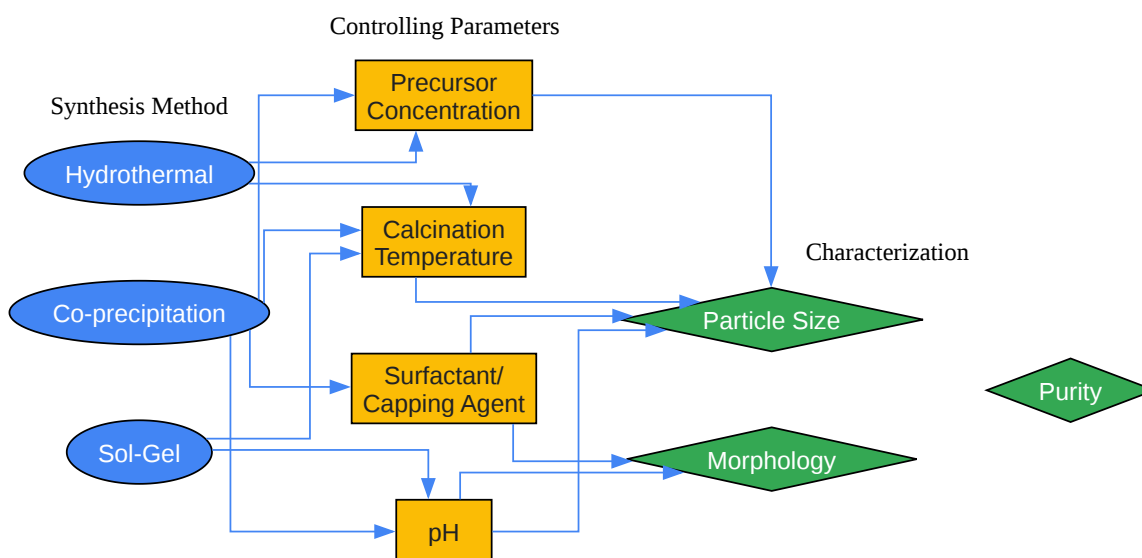 Controlling Parameters
Precursor
Concentration
Synthesis Method
Hydrothermal
Calcination
Temperature
Characterization
Co-precipitation
Particle Size
Surfactant/
Capping Agent
Purity
Sol-Gel
Morphology
pH